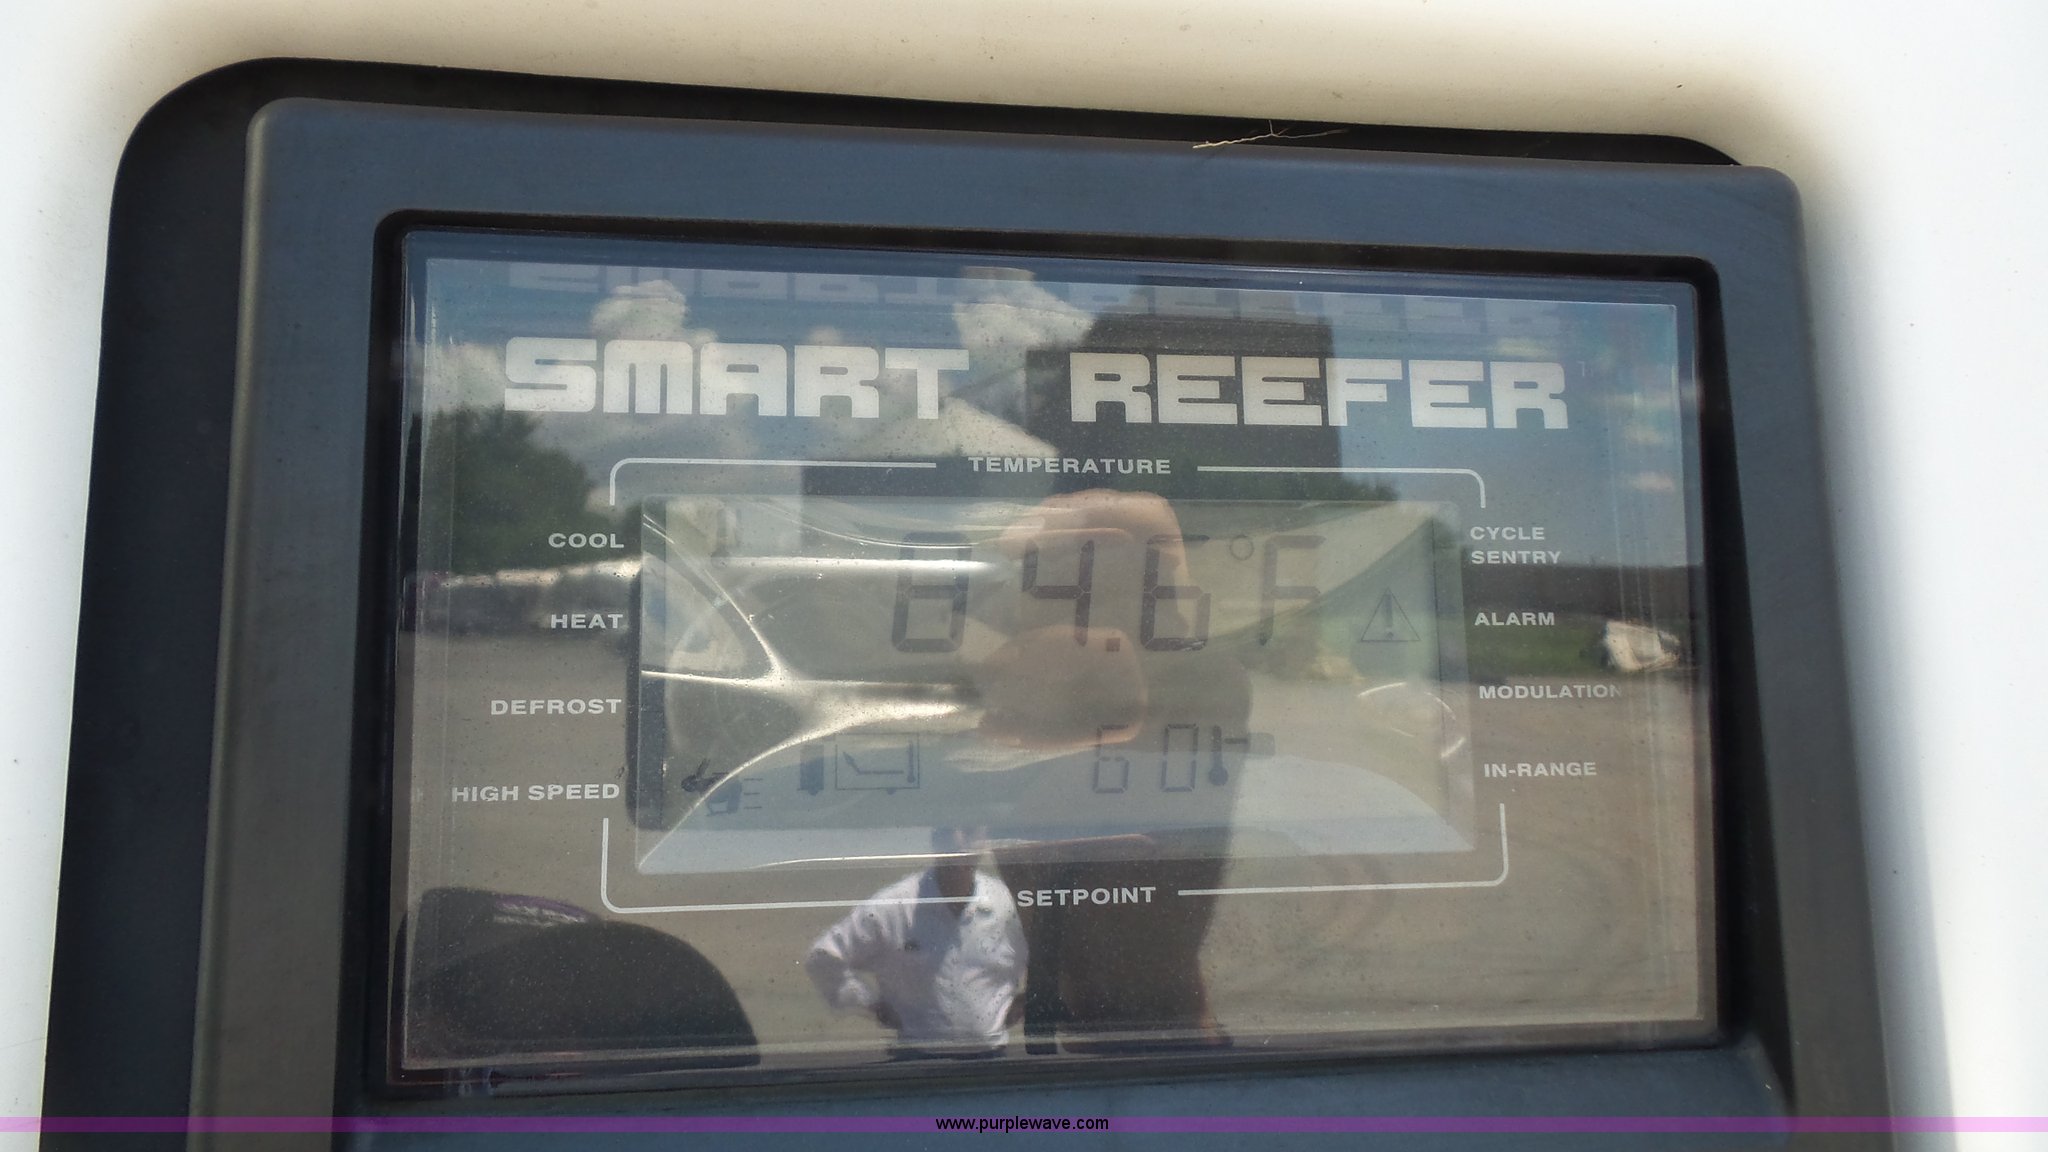 SMART REEFER
TEMPERATURE
COOL
CYCLE
SENTRY
84.6°F
HEAT
ALARM
DEFROST
MODULATION
60
HIGH SPEED
IN-RANGE
SETPOINT
www.purplewave.com